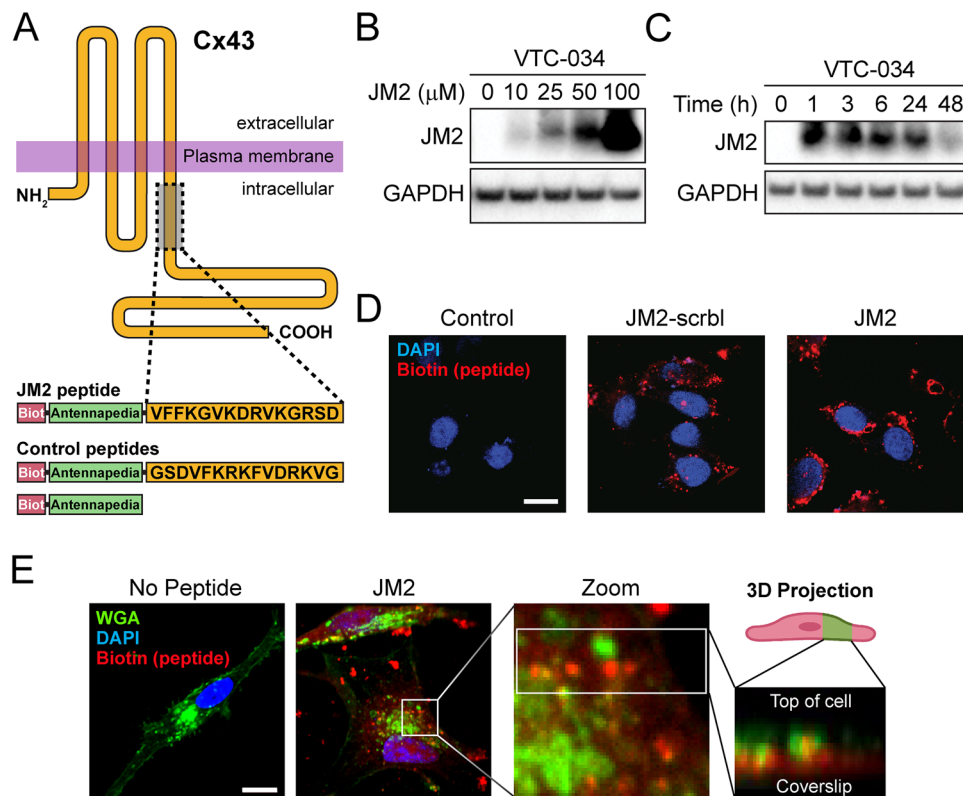 A
Cx43
extracellular
Plasma membrane
intracellular
NH2
COOH
JM2 peptide
Biot Antennapedia VFFKGVKDRVKGRSD
Control peptides
Biot Antennapedia GSDVFKRKFVDRKVG
Biot Antennapedia
B
VTC-034
JM2 (μM) 0 10 25 50 100
JM2
GAPDH
C
VTC-034
Time (h) 0 1 3 6 24 48
JM2
GAPDH
D
Control
JM2-scrbl
JM2
DAPI
Biotin (peptide)
E
No Peptide
JM2
Zoom
3D Projection
WGA
DAPI
Biotin (peptide)
Top of cell
Coverslip